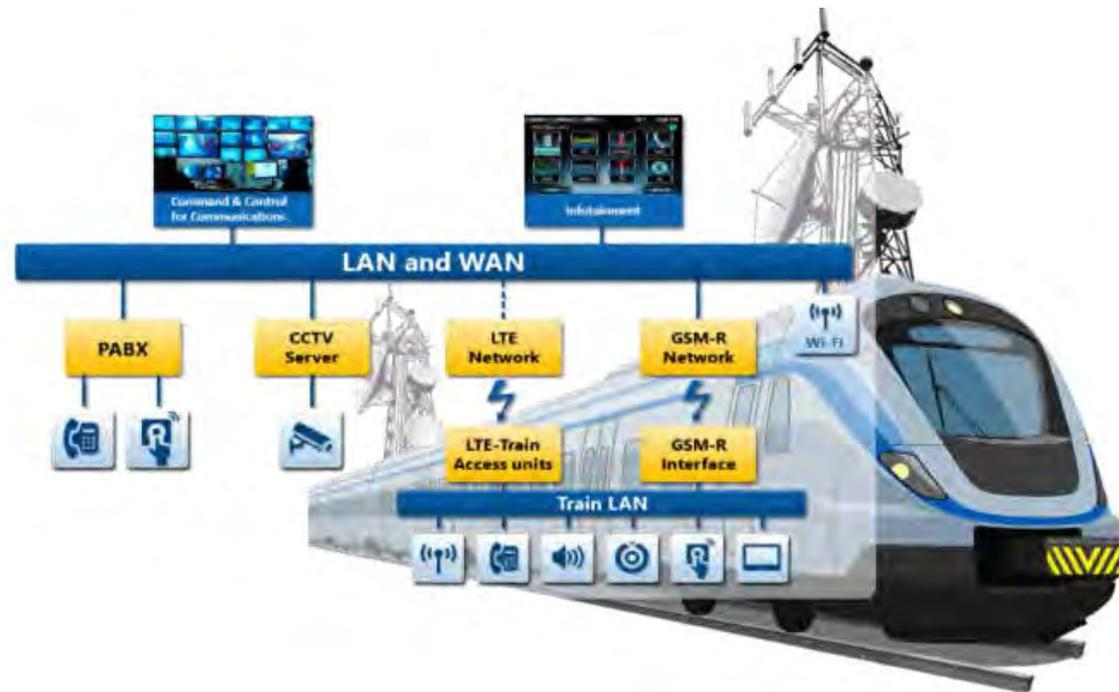 Command & Control
for Communications
Infotainment
LAN and WAN
PABX
CCTV
Server
LTE
Network
GSM-R
Network
Wi-Fi
LTE-Train
Access units
GSM-R
Interface
Train LAN